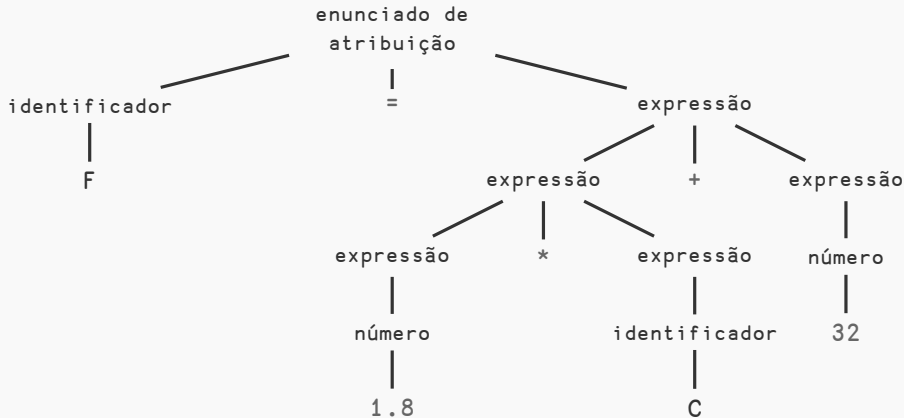 enunciado de
atribuição
identificador = expressão
F expressão + expressão
expressão * expressão número
número identificador 32
1.8 C